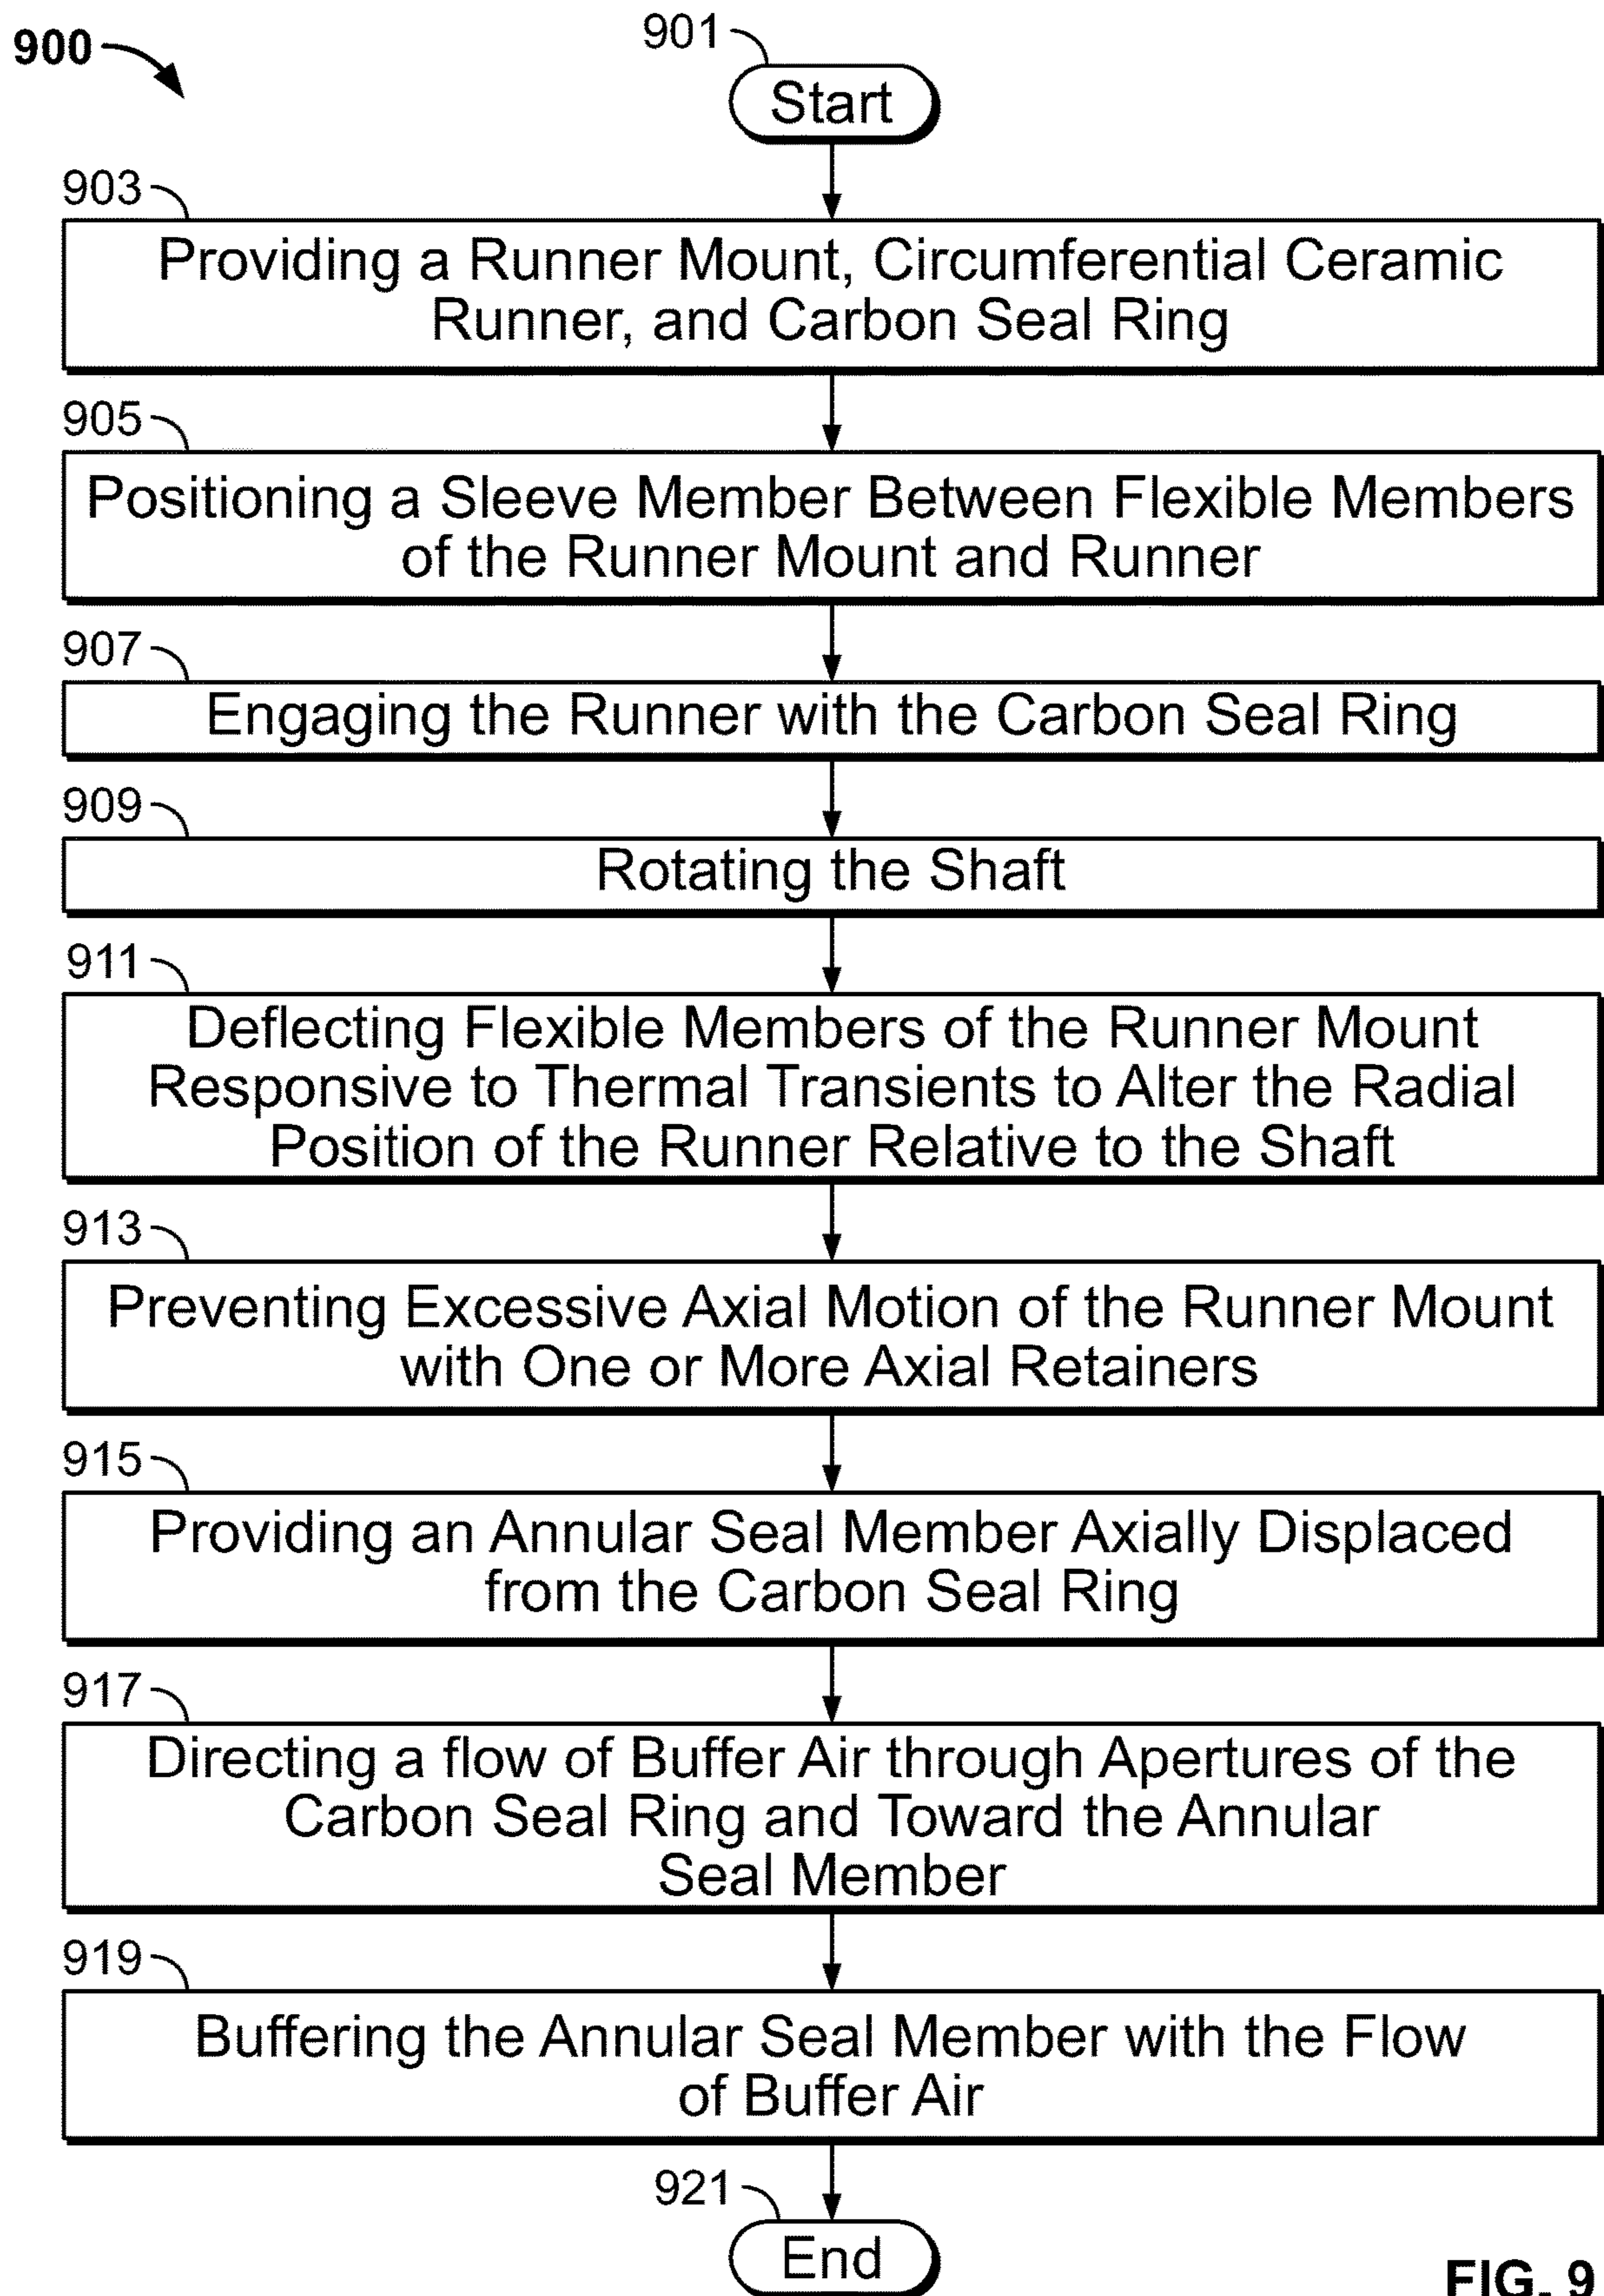 900
901
Start
903
Providing a Runner Mount, Circumferential Ceramic
Runner, and Carbon Seal Ring
905
Positioning a Sleeve Member Between Flexible Members
of the Runner Mount and Runner
907
Engaging the Runner with the Carbon Seal Ring
909
Rotating the Shaft
911
Deflecting Flexible Members of the Runner Mount
Responsive to Thermal Transients to Alter the Radial
Position of the Runner Relative to the Shaft
913
Preventing Excessive Axial Motion of the Runner Mount
with One or More Axial Retainers
915
Providing an Annular Seal Member Axially Displaced
from the Carbon Seal Ring
917
Directing a flow of Buffer Air through Apertures of the
Carbon Seal Ring and Toward the Annular
Seal Member
919
Buffering the Annular Seal Member with the Flow
of Buffer Air
921
End
FIG. 9